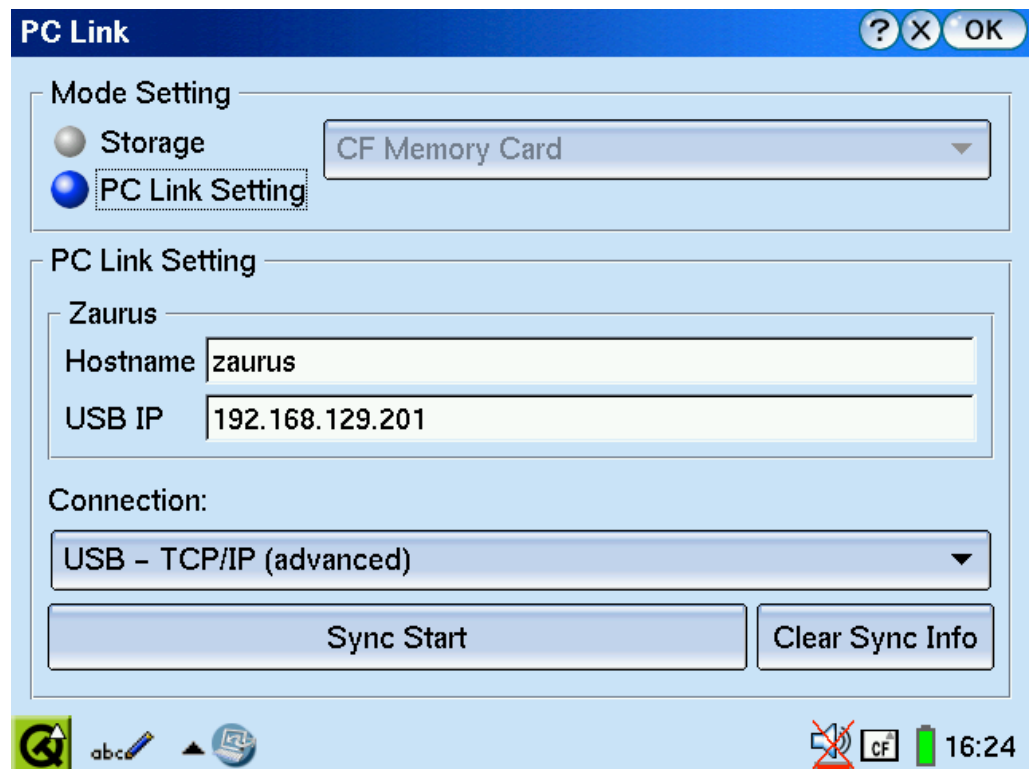 PC Link ? X OK
Mode Setting
Storage CF Memory Card
PC Link Setting
PC Link Setting
Zaurus
Hostname zaurus
USB IP 192.168.129.201
Connection:
USB – TCP/IP (advanced)
Sync Start Clear Sync Info
abc CF 16:24